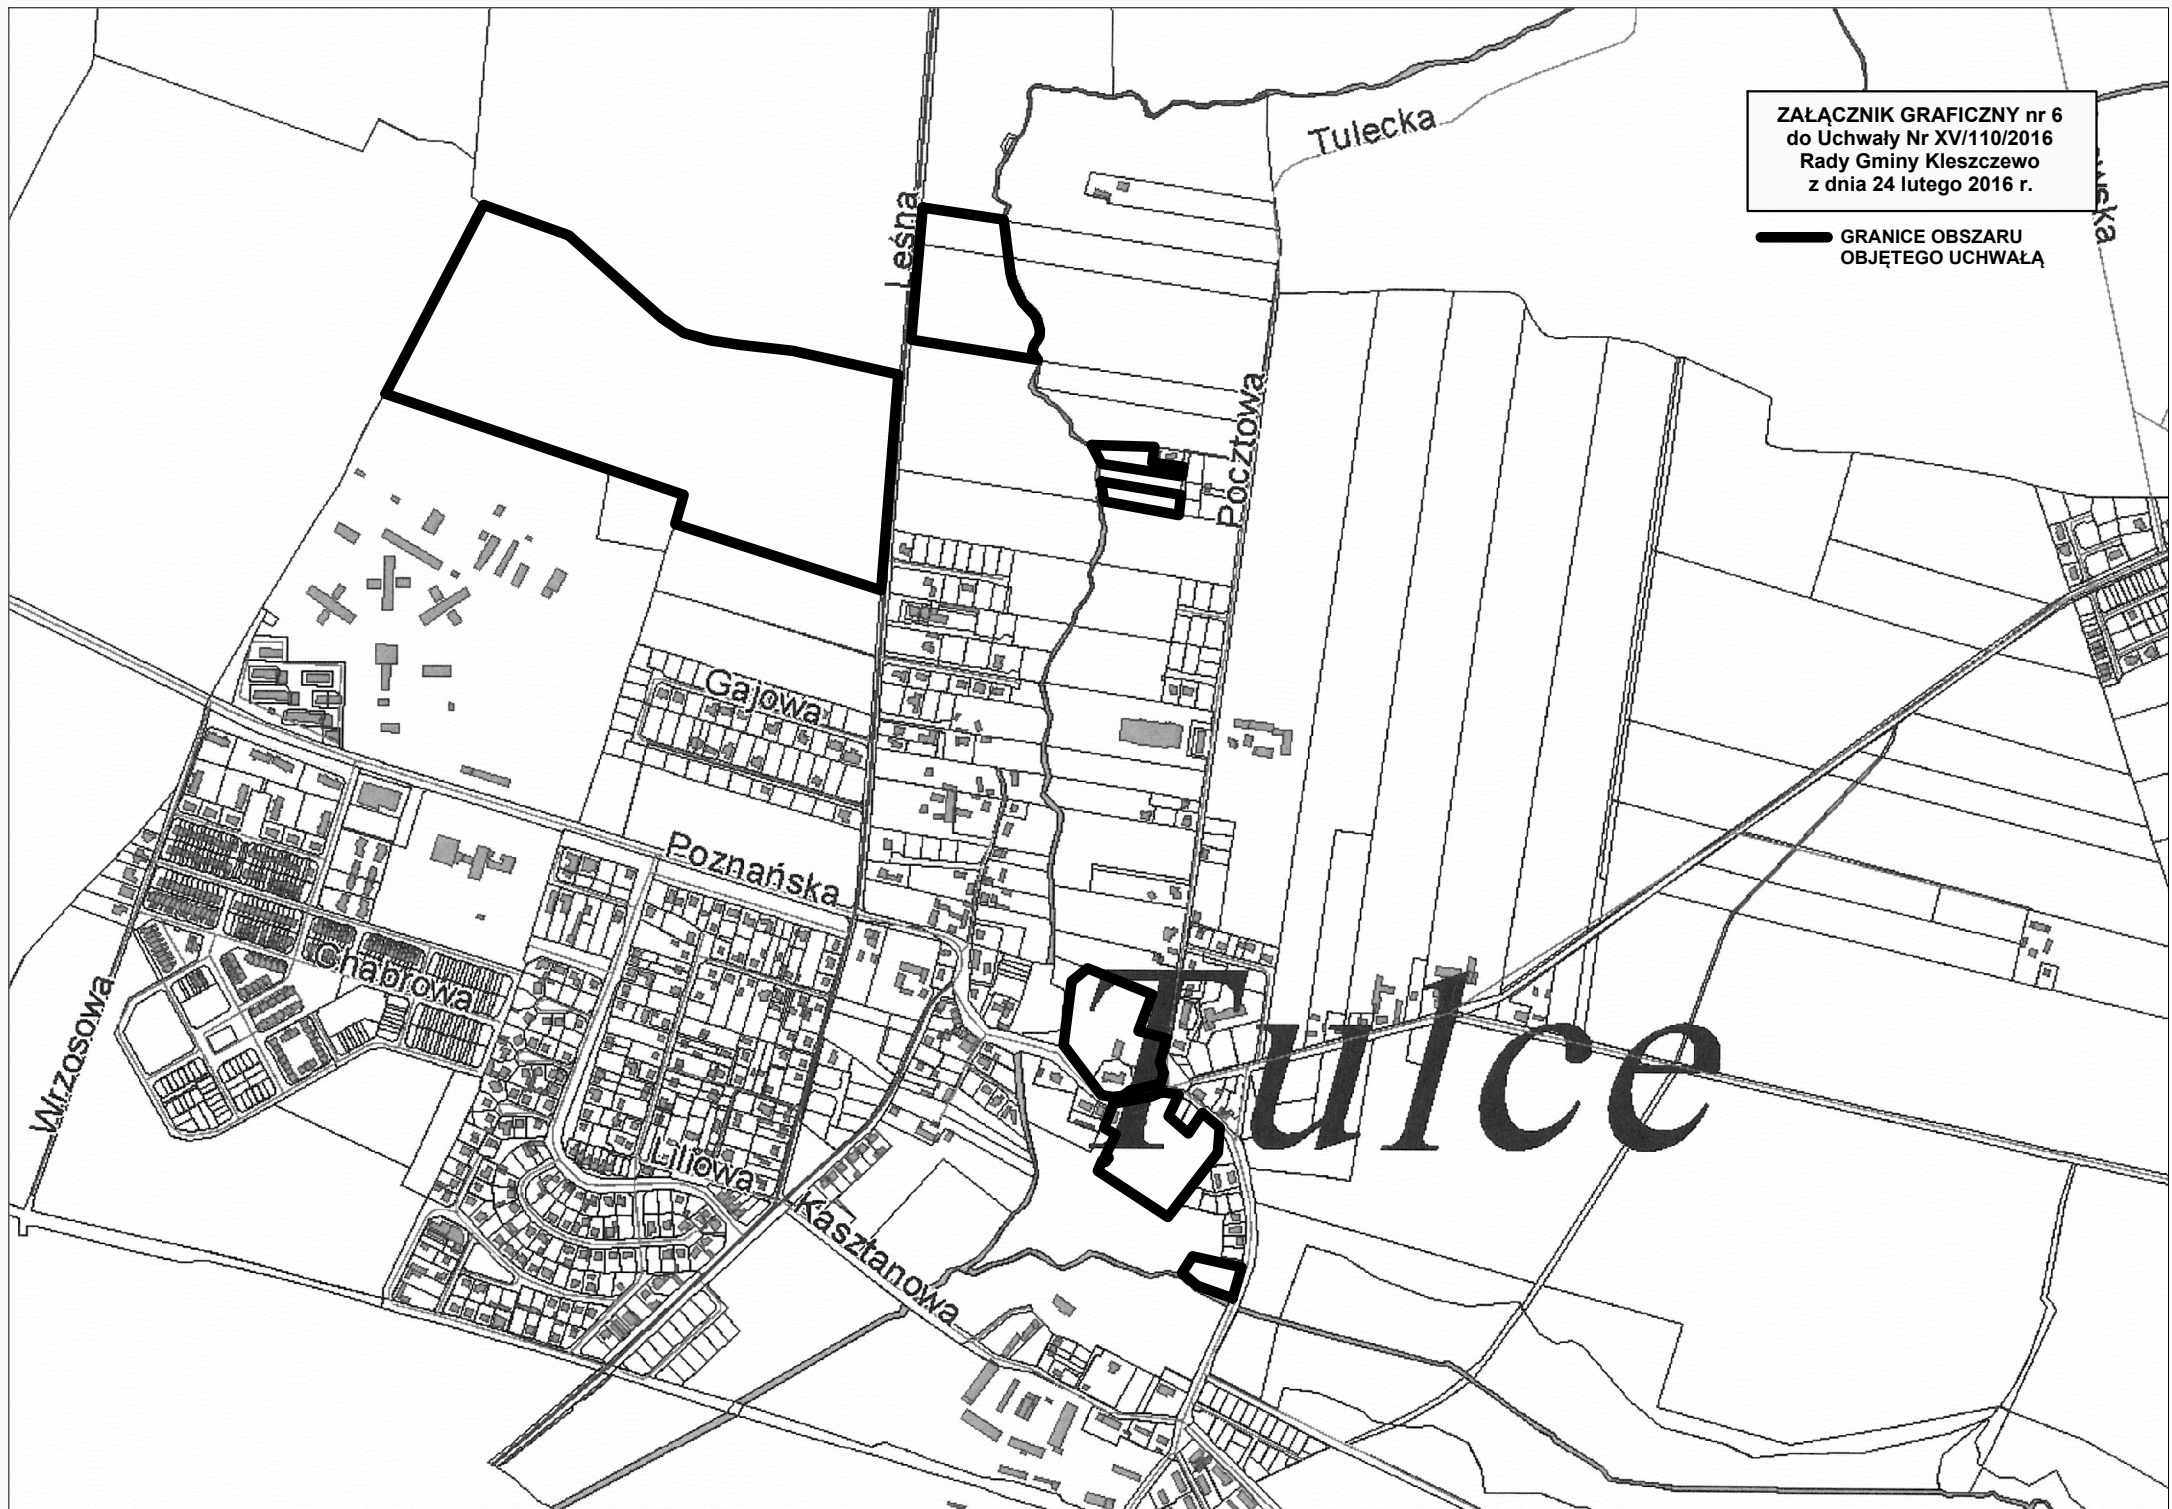 ZAŁĄCZNIK GRAFICZNY nr 6
do Uchwały Nr XV/110/2016
Rady Gminy Kleszczewo
z dnia 24 lutego 2016 r.
GRANICE OBSZARU
OBJĘTEGO UCHWAŁĄ
Tulecka
Leśna
Pocztowa
Gajowa
Poznańska
Chabrowa
Wrzosowa
Tulce
Liliowa
Kasztanowa